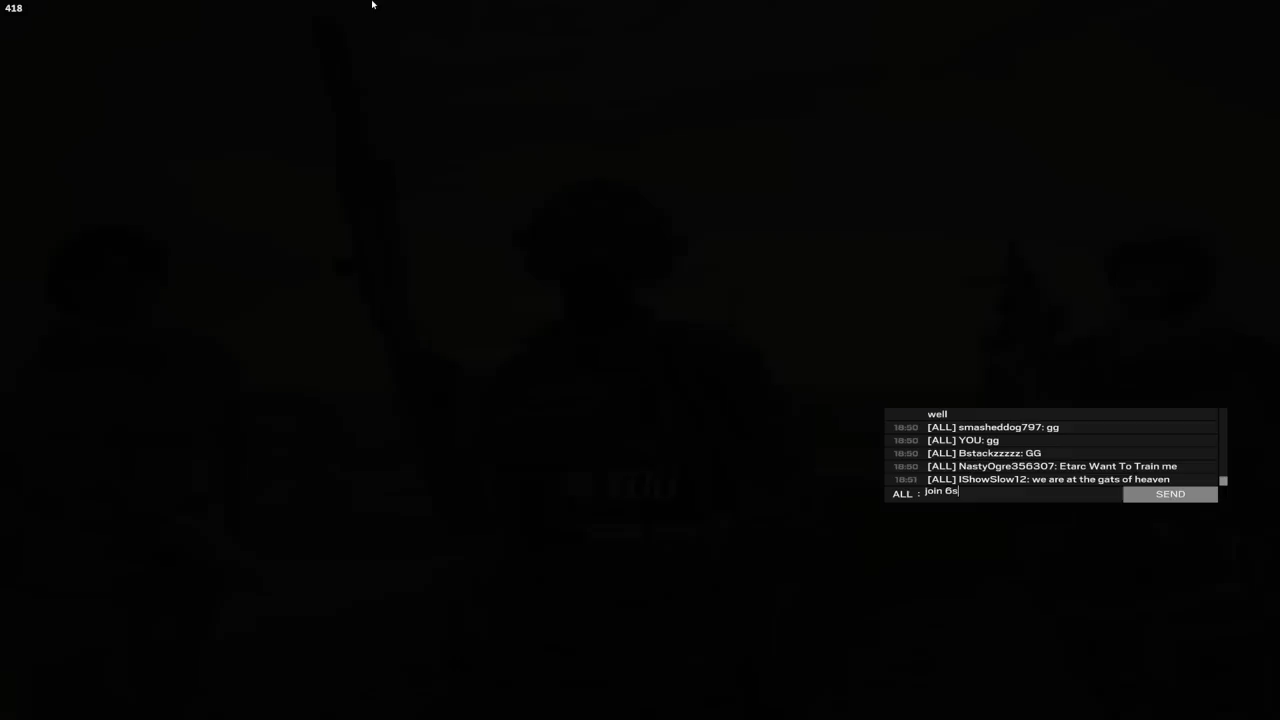 418
well
18:50 [ALL] smasheddog797: gg
18:50 [ALL] YOU: gg
18:50 [ALL] Bstackzzzzz: GG
18:50 [ALL] NastyOgre356307: Etarc Want To Train me
18:51 [ALL] IShowSlow12: we are at the gats of heaven
ALL : join 6s SEND